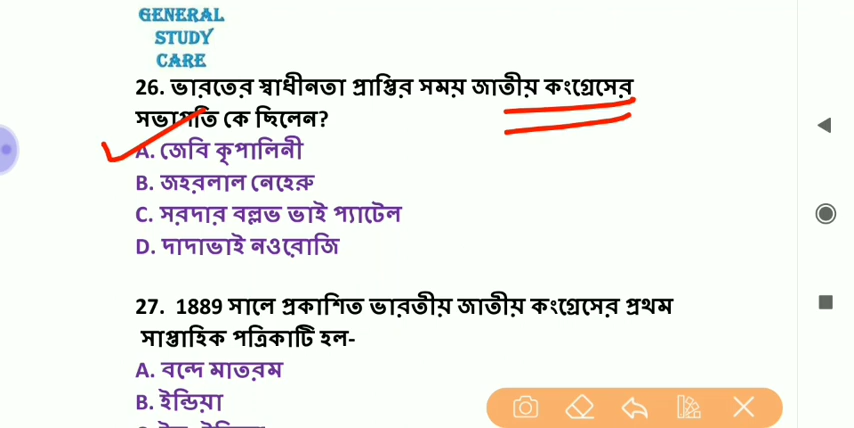 GENERAL
STUDY
CARE
26. ভারতের স্বাধীনতা প্রাপ্তির সময় জাতীয় কংগ্রেসের
সভাপতি কে ছিলেন?
A. জেবি কৃপালিনী
B. জহরলাল নেহেরু
C. সরদার বল্লভ ভাই প্যাটেল
D. দাদাভাই নওরোজি
27. 1889 সালে প্রকাশিত ভারতীয় জাতীয় কংগ্রেসের প্রথম
সাপ্তাহিক পত্রিকাটি হল-
A. বন্দে মাতরম
B. ইন্ডিয়া